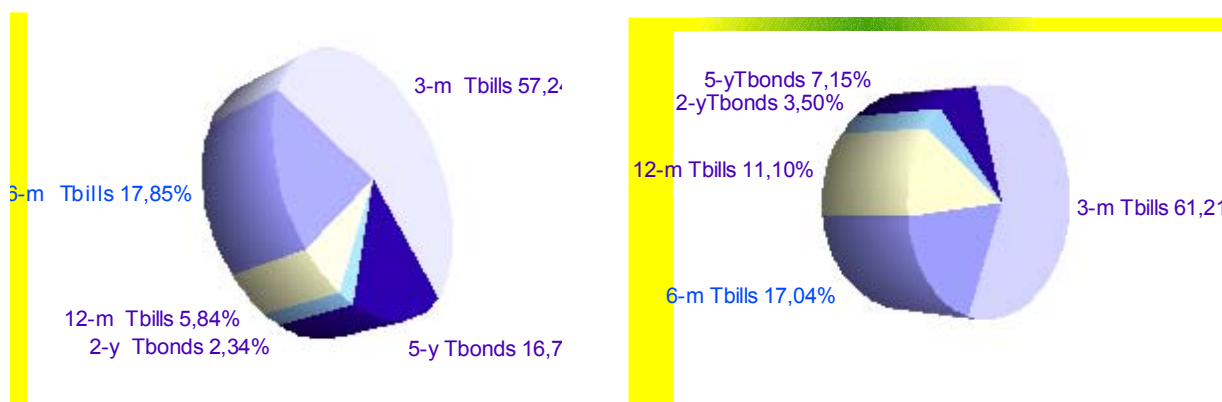 3-m Tbills 57,24
6-m Tbills 17,85%
12-m Tbills 5,84%
2-y Tbonds 2,34%
5-y Tbonds 16,7
5-yTbonds 7,15%
2-yTbonds 3,50%
12-m Tbills 11,10%
3-m Tbills 61,21
6-m Tbills 17,04%